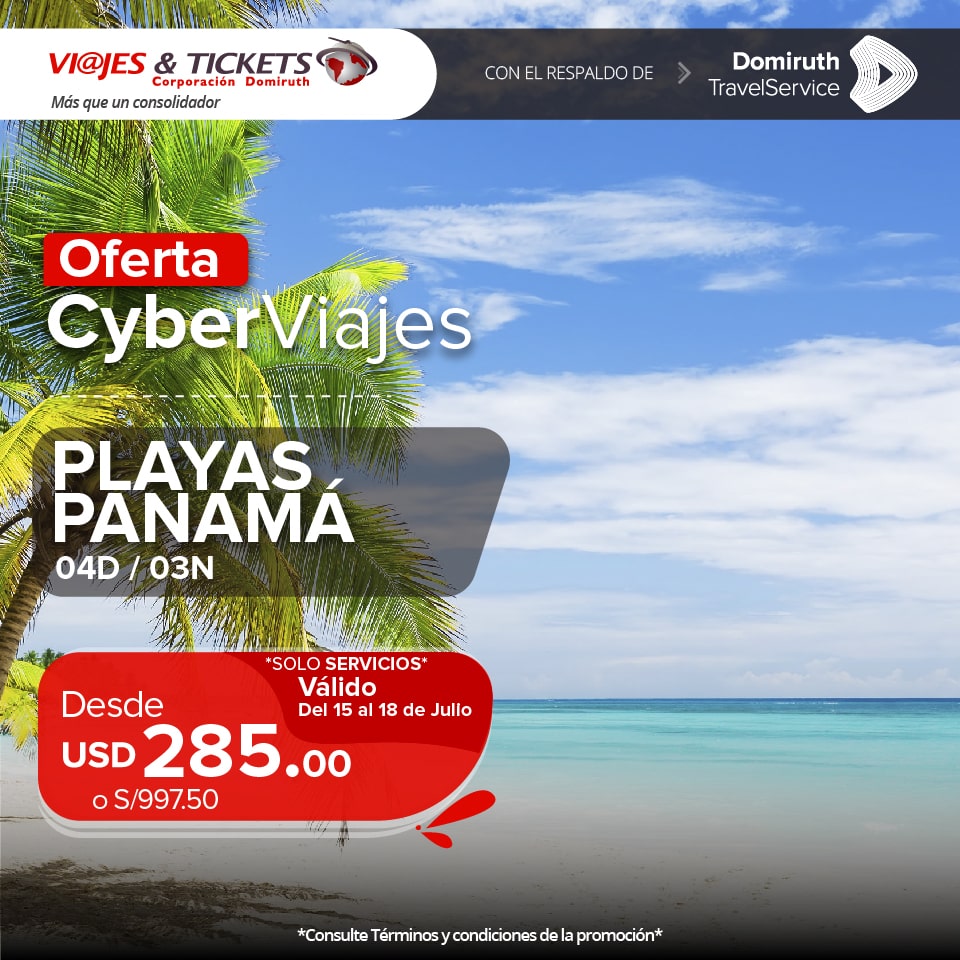 VI@JES & TICKETS
Corporación Domiruth
Más que un consolidador
CON EL RESPALDO DE
Domiruth
TravelService
Oferta
CyberViajes
PLAYAS
PANAMÁ
04D / 03N
*SOLO SERVICIOS*
Válido
Del 15 al 18 de Julio
Desde
USD 285.00
o S/997.50
*Consulte Términos y condiciones de la promoción*